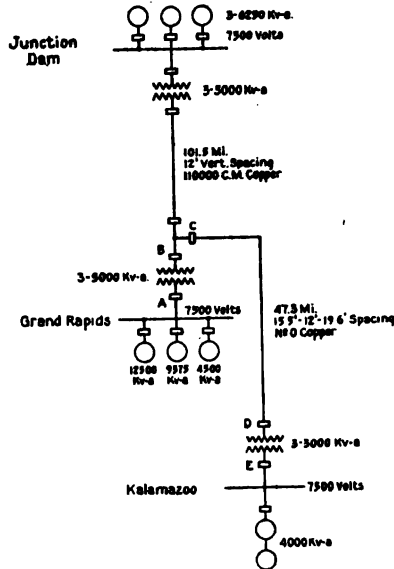 3-6250 Kv-a.
7500 Volts
Junction
Dam
3-5000 Kv-a
101.5 Mi.
12' Vert. Spacing
110000 C.M. Copper
C
B
3-5000 Kv-a.
A
7500 Volts
Grand Rapids
12500
Kv-a
9375
Kv-a
4500
Kv-a
47.3 Mi.
15.5'-12'-19.6' Spacing
Nº 0 Copper
D
3-3000 Kv-a
E
Kalamazoo
7500 Volts
4000 Kv-a